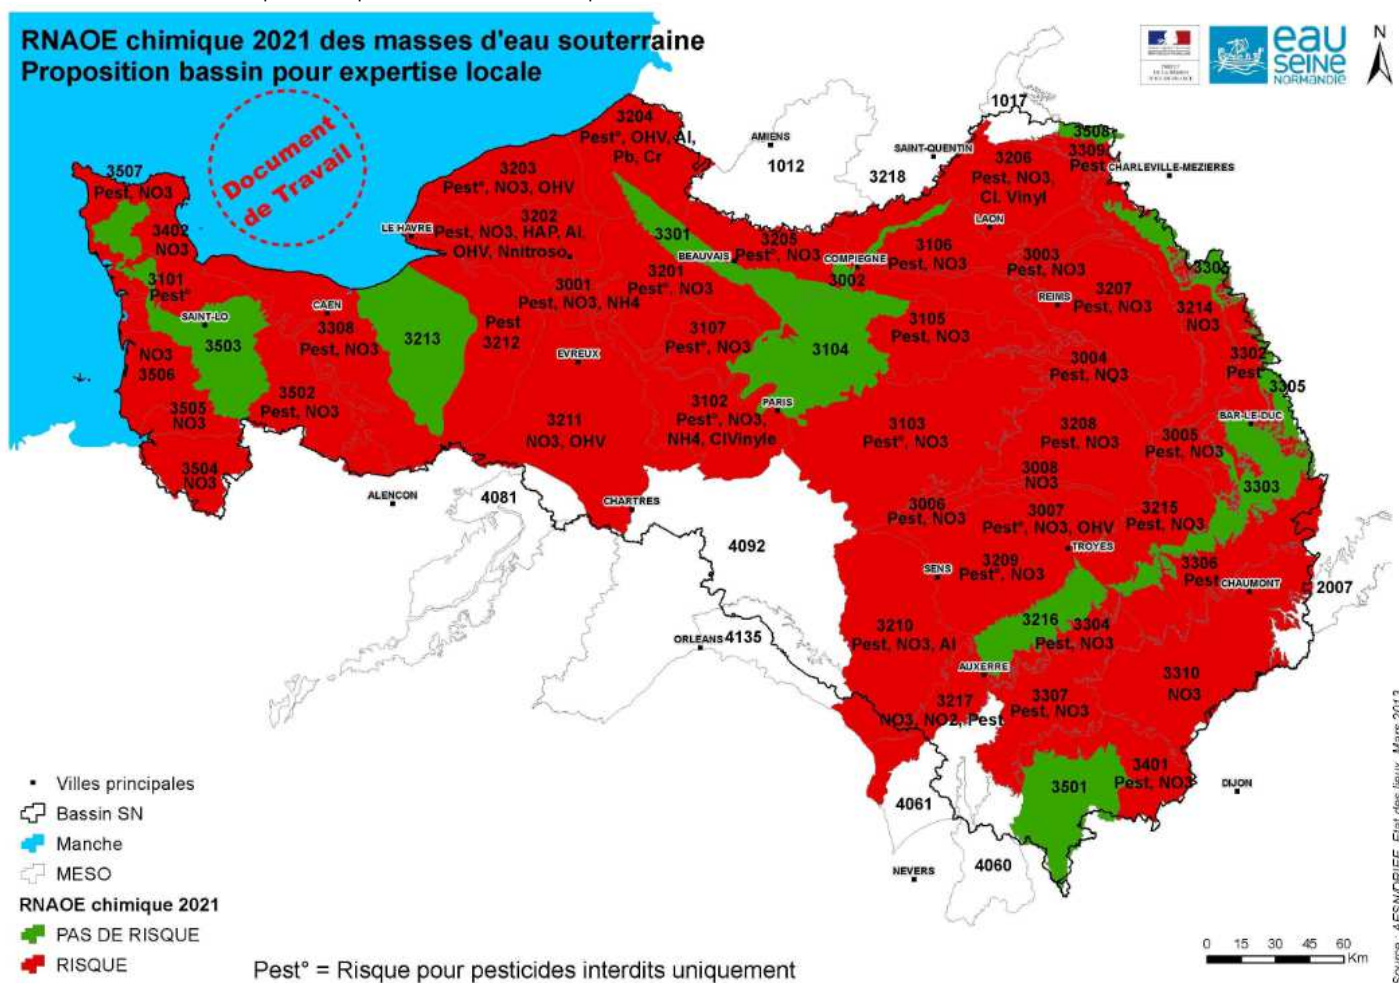 RNAOE chimique 2021 des masses d'eau souterraine
Proposition bassin pour expertise locale
Document
de Travail
eau
SEINE
NORMANDIE
N
1017
3508
3309
Pest
CHARLEVILLE-MEZIERES
3204
Pest°, OHV, Al,
Pb, Cr
AMIENS
1012
SAINT-QUENTIN
3218
3206
Pest, NO3,
Cl. Vinyl
LAON
3507
Pest, NO3
3203
Pest°, NO3, OHV
3402
NO3
LE HAVRE
3202
Pest, NO3, HAP, Al,
OHV, Nnitroso
3301
BEAUVAIS
3205
Pest°, NO3
COMPIEGNE
3002
3106
Pest, NO3
3003
Pest, NO3
3305
3101
Pest°
3201
Pest°, NO3
3001
Pest, NO3, NH4
REIMS
3207
Pest, NO3
3214
NO3
SAINT-LO
CAEN
3308
Pest, NO3
3503
3213
Pest
3212
3107
Pest°, NO3
3104
3105
Pest, NO3
NO3
3506
EVREUX
3004
Pest, NO3
3302
Pest
3305
3505
NO3
3502
Pest, NO3
3211
NO3, OHV
3102
Pest°, NO3,
NH4, ClVinyle
PARIS
3103
Pest°, NO3
3208
Pest, NO3
3005
Pest, NO3
BAR-LE-DUC
3504
NO3
3008
NO3
3303
ALENCON
4081
CHARTRES
3006
Pest, NO3
3007
Pest°, NO3, OHV
TROYES
3215
Pest, NO3
4092
SENS
3209
Pest°, NO3
3306
Pest
CHAUMONT
2007
ORLEANS
4135
3210
Pest, NO3, Al
3216
3304
Pest, NO3
AUXERRE
3310
NO3
3217
NO3, NO2, Pest
3307
Pest, NO3
3501
3401
Pest, NO3
DIJON
4061
4060
NEVERS
Villes principales
Bassin SN
Manche
MESO
RNAOE chimique 2021
PAS DE RISQUE
RISQUE
Pest° = Risque pour pesticides interdits uniquement
0 15 30 45 60
Km
Source : AESN/DRIEE, Etat des lieux, Mars 2013